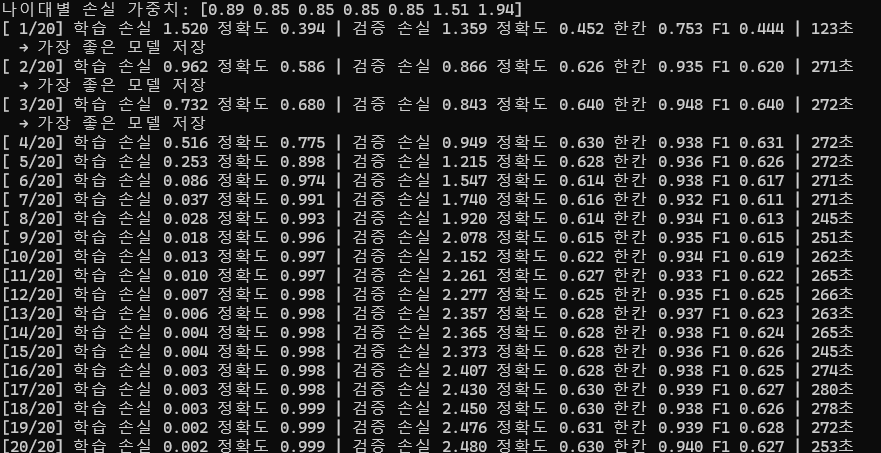 나이대별 손실 가중치: [0.89 0.85 0.85 0.85 0.85 0.85 1.51 1.94]
[ 1/20] 학습 손실 1.520 정확도 0.394 | 검증 손실 1.359 정확도 0.452 한칸 0.753 F1 0.444 | 123초
→ 가장 좋은 모델 저장
[ 2/20] 학습 손실 0.962 정확도 0.586 | 검증 손실 0.866 정확도 0.626 한칸 0.935 F1 0.620 | 271초
→ 가장 좋은 모델 저장
[ 3/20] 학습 손실 0.732 정확도 0.680 | 검증 손실 0.843 정확도 0.640 한칸 0.948 F1 0.640 | 272초
→ 가장 좋은 모델 저장
[ 4/20] 학습 손실 0.516 정확도 0.775 | 검증 손실 0.949 정확도 0.630 한칸 0.938 F1 0.631 | 272초
[ 5/20] 학습 손실 0.253 정확도 0.898 | 검증 손실 1.215 정확도 0.628 한칸 0.936 F1 0.626 | 272초
[ 6/20] 학습 손실 0.086 정확도 0.974 | 검증 손실 1.547 정확도 0.614 한칸 0.938 F1 0.617 | 271초
[ 7/20] 학습 손실 0.037 정확도 0.991 | 검증 손실 1.740 정확도 0.616 한칸 0.932 F1 0.611 | 271초
[ 8/20] 학습 손실 0.028 정확도 0.993 | 검증 손실 1.920 정확도 0.614 한칸 0.934 F1 0.613 | 245초
[ 9/20] 학습 손실 0.018 정확도 0.996 | 검증 손실 2.078 정확도 0.615 한칸 0.935 F1 0.615 | 251초
[10/20] 학습 손실 0.013 정확도 0.997 | 검증 손실 2.152 정확도 0.622 한칸 0.934 F1 0.619 | 262초
[11/20] 학습 손실 0.010 정확도 0.997 | 검증 손실 2.261 정확도 0.627 한칸 0.933 F1 0.622 | 265초
[12/20] 학습 손실 0.007 정확도 0.998 | 검증 손실 2.277 정확도 0.625 한칸 0.935 F1 0.625 | 266초
[13/20] 학습 손실 0.006 정확도 0.998 | 검증 손실 2.357 정확도 0.628 한칸 0.937 F1 0.623 | 263초
[14/20] 학습 손실 0.004 정확도 0.998 | 검증 손실 2.365 정확도 0.628 한칸 0.938 F1 0.624 | 265초
[15/20] 학습 손실 0.004 정확도 0.998 | 검증 손실 2.373 정확도 0.628 한칸 0.936 F1 0.626 | 245초
[16/20] 학습 손실 0.003 정확도 0.998 | 검증 손실 2.407 정확도 0.628 한칸 0.938 F1 0.625 | 274초
[17/20] 학습 손실 0.003 정확도 0.998 | 검증 손실 2.430 정확도 0.630 한칸 0.939 F1 0.627 | 280초
[18/20] 학습 손실 0.003 정확도 0.999 | 검증 손실 2.450 정확도 0.630 한칸 0.938 F1 0.626 | 278초
[19/20] 학습 손실 0.002 정확도 0.999 | 검증 손실 2.476 정확도 0.631 한칸 0.939 F1 0.628 | 272초
[20/20] 학습 손실 0.002 정확도 0.999 | 검증 손실 2.480 정확도 0.630 한칸 0.940 F1 0.627 | 253초